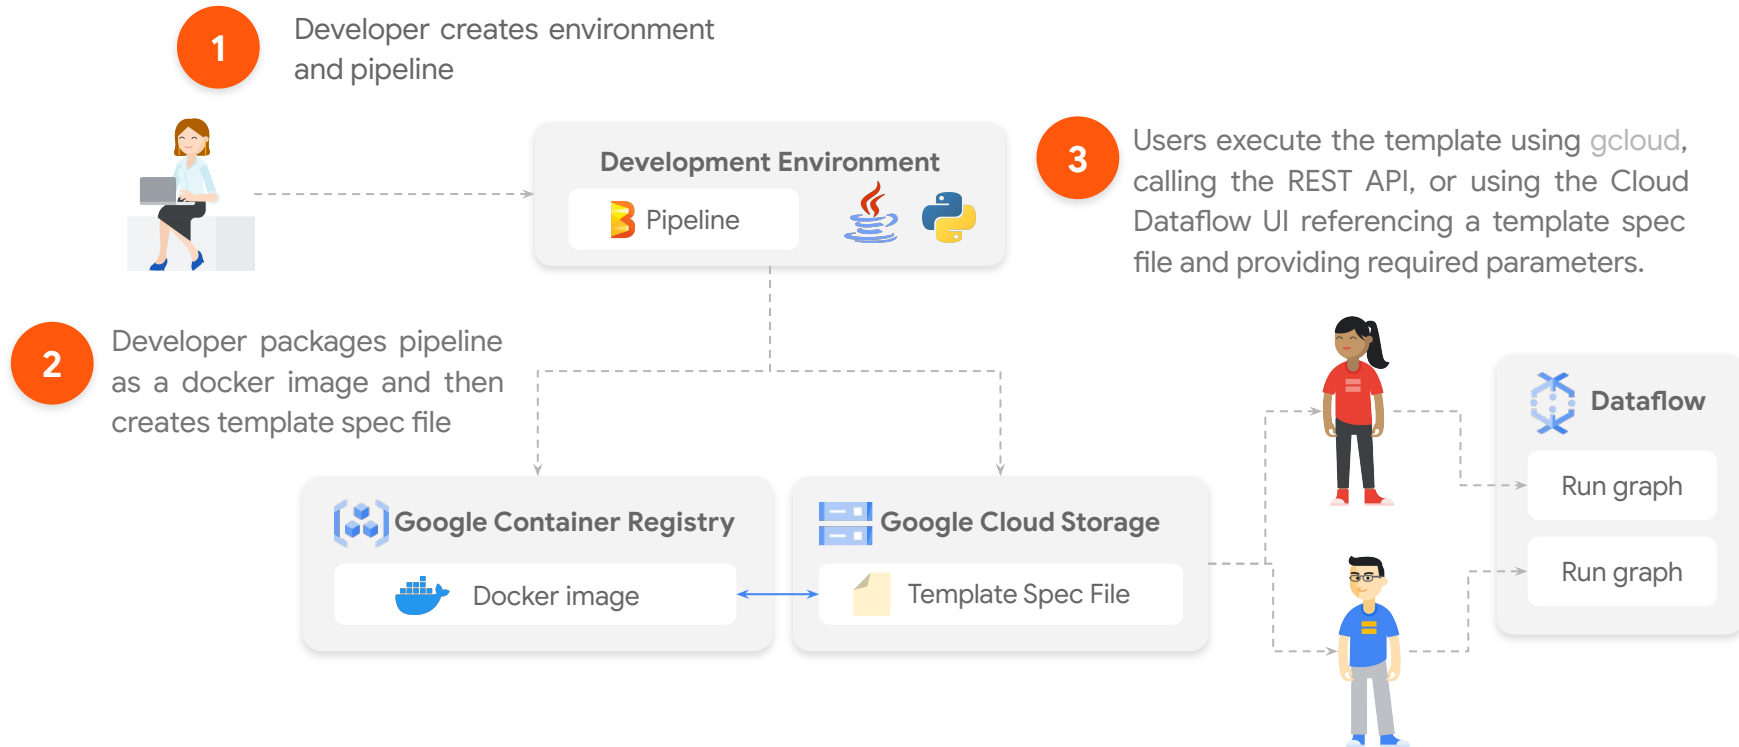 1
Developer creates environment
and pipeline
Development Environment
Pipeline
3
Users execute the template using gcloud,
calling the REST API, or using the Cloud
Dataflow UI referencing a template spec
file and providing required parameters.
2
Developer packages pipeline
as a docker image and then
creates template spec file
Google Container Registry
Docker image
Google Cloud Storage
Template Spec File
Dataflow
Run graph
Run graph